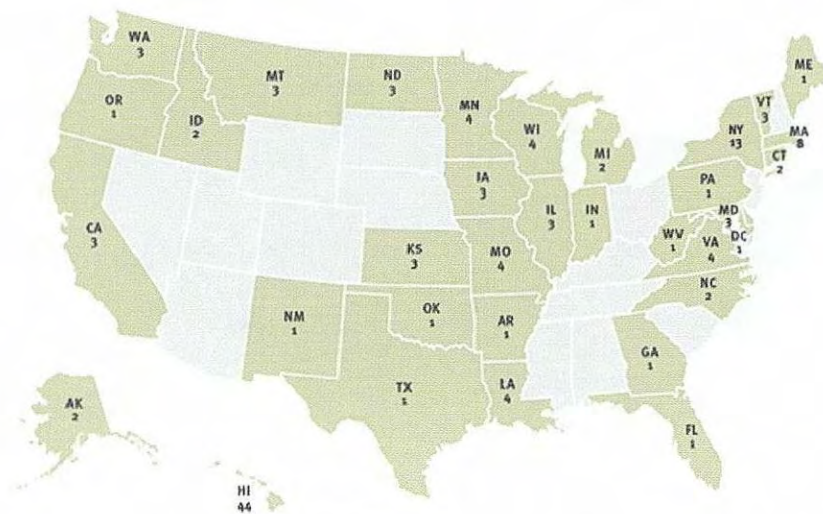 WA
3
MT
3
ND
3
MN
4
ME
1
OR
1
ID
2
WI
4
MI
2
VT
3
NY
13
MA
8
CT
2
IA
3
PA
1
CA
3
KS
3
MO
4
IL
3
IN
1
MD
3
DC
1
WV
1
VA
4
NC
2
NM
1
OK
1
AR
1
GA
1
TX
1
LA
4
AK
2
FL
1
HI
44